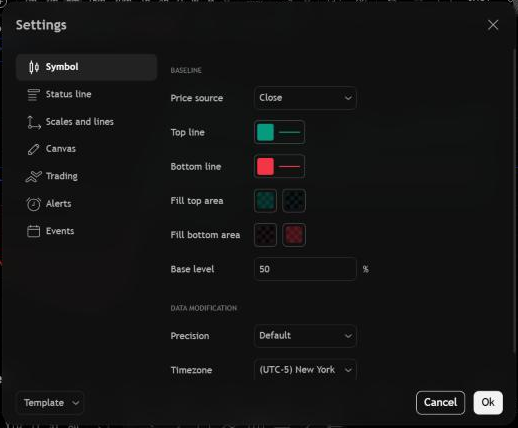 Settings
Symbol
Status line
Scales and lines
Canvas
Trading
Alerts
Events
BASELINE
Price source Close
Top line
Bottom line
Fill top area
Fill bottom area
Base level 50 %
DATA MODIFICATION
Precision Default
Timezone (UTC-5) New York
Template Cancel Ok